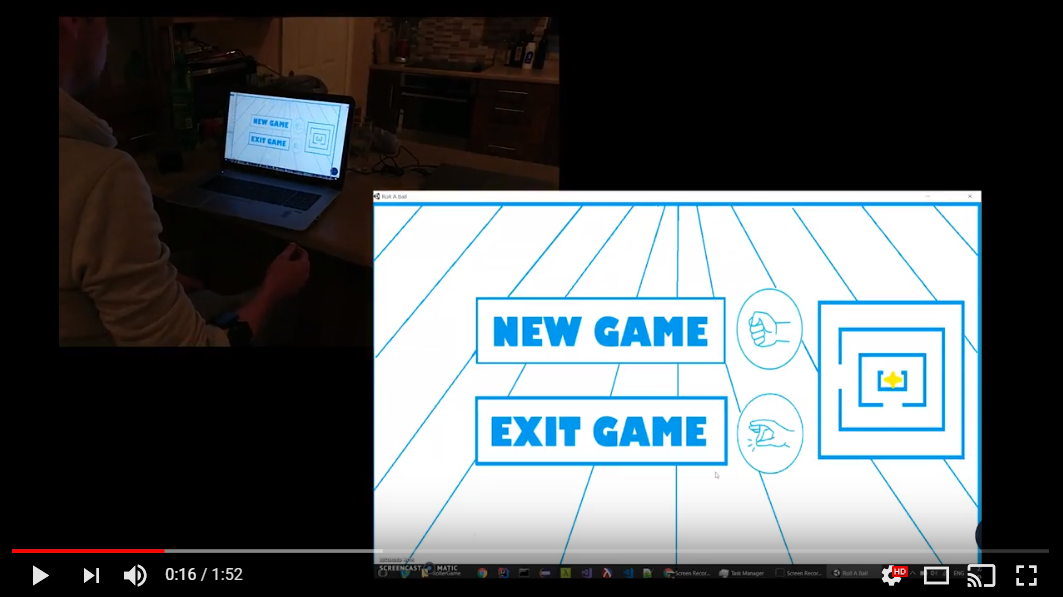 NEW GAME
EXIT GAME
Roll A Ball
NEW GAME
EXIT GAME
RECORDED WITH
SCREENCAST MATIC
Screen Recor...
Task Manager
Screen Recor...
Roll A Ball
ENG
0:16 / 1:52
HD